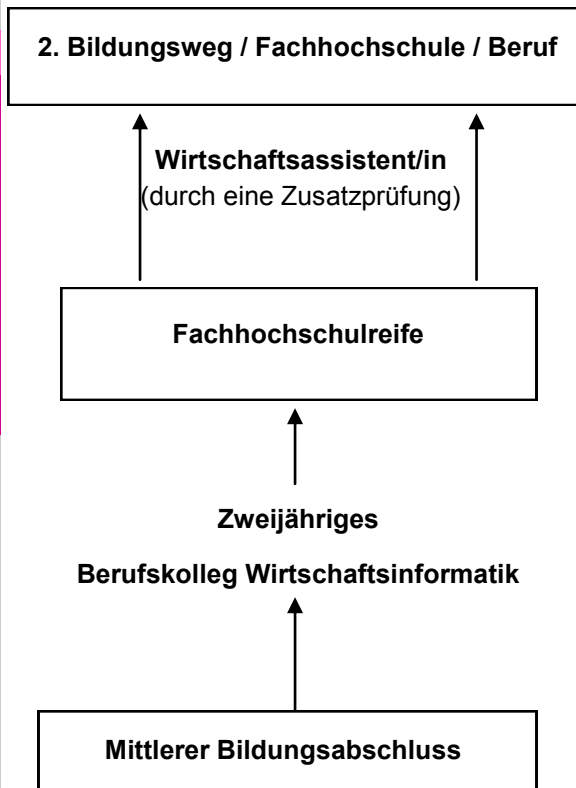 2. Bildungsweg / Fachhochschule / Beruf
Wirtschaftsassistent/in
(durch eine Zusatzprüfung)
Fachhochschulreife
Zweijähriges
Berufskolleg Wirtschaftsinformatik
Mittlerer Bildungsabschluss